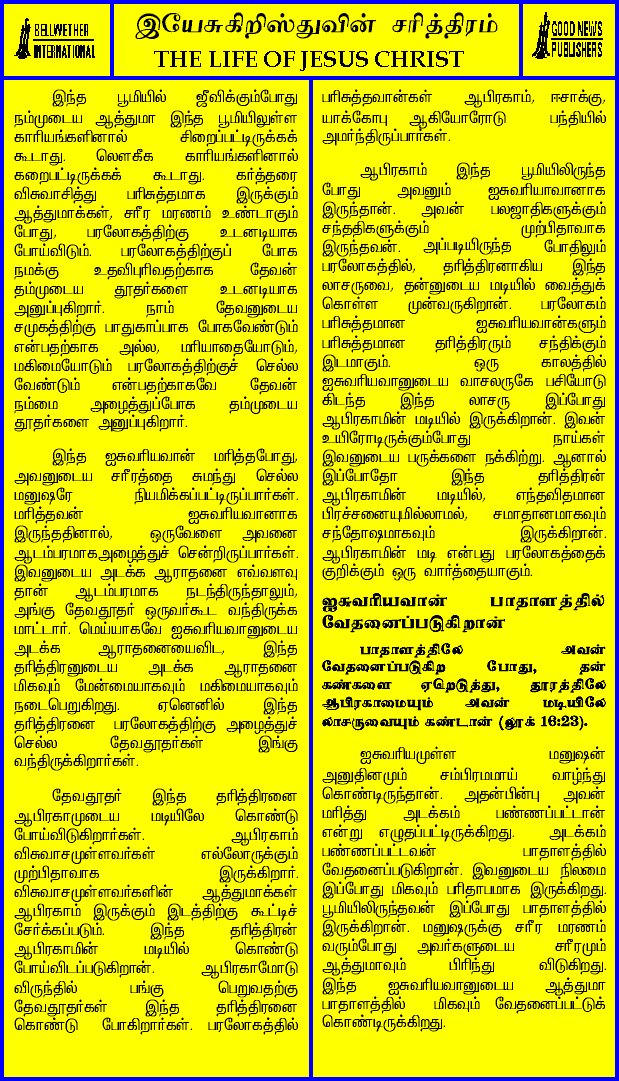 BELLWETHER
INTERNATIONAL
இயேசுகிறிஸ்துவின் சரித்திரம்
THE LIFE OF JESUS CHRIST
GOOD NEWS
PUBLISHERS
இந்த பூமியில் ஜீவிக்கும்போது
நம்முடைய ஆத்துமா இந்த பூமியிலுள்ள
காரியங்களினால் சிறைப்பட்டிருக்கக்
கூடாது. லௌகீக காரியங்களினால்
கறைபட்டிருக்கக் கூடாது. கர்த்தரை
விசுவாசித்து பரிசுத்தமாக இருக்கும்
ஆத்துமாக்கள், சரீர மரணம் உண்டாகும்
போது, பரலோகத்திற்கு உடனடியாக
போய்விடும். பரலோகத்திற்குப் போக
நமக்கு உதவிபுரிவதற்காக தேவன்
தம்முடைய தூதர்களை உடனடியாக
அனுப்புகிறார். நாம் தேவனுடைய
சமுகத்திற்கு பாதுகாப்பாக போகவேண்டும்
என்பதற்காக அல்ல, மரியாதையோடும்,
மகிமையோடும் பரலோகத்திற்குச் செல்ல
வேண்டும் என்பதற்காகவே தேவன்
நம்மை அழைத்துப்போக தம்முடைய
தூதர்களை அனுப்புகிறார்.
இந்த ஐசுவரியவான் மரித்தபோது,
அவனுடைய சரீரத்தை சுமந்து செல்ல
மனுஷரே நியமிக்கப்பட்டிருப்பார்கள்.
மரித்தவன் ஐசுவரியவானாக
இருந்ததினால், ஒருவேளை அவனை
ஆடம்பரமாகஅழைத்துச் சென்றிருப்பார்கள்.
இவனுடைய அடக்க ஆராதனை எவ்வளவு
தான் ஆடம்பரமாக நடந்திருந்தாலும்,
அங்கு தேவதூதர் ஒருவர்கூட வந்திருக்க
மாட்டார். மெய்யாகவே ஐசுவரியவானுடைய
அடக்க ஆராதனையைவிட, இந்த
தரித்திரனுடைய அடக்க ஆராதனை
மிகவும் மேன்மையாகவும் மகிமையாகவும்
நடைபெறுகிறது. ஏனெனில் இந்த
தரித்திரனை பரலோகத்திற்கு அழைத்துச்
செல்ல தேவதூதர்கள் இங்கு
வந்திருக்கிறார்கள்.
தேவதூதர் இந்த தரித்திரனை
ஆபிரகாமுடைய மடியிலே கொண்டு
போய்விடுகிறார்கள். ஆபிரகாம்
விசுவாசமுள்ளவர்கள் எல்லோருக்கும்
முற்பிதாவாக இருக்கிறார்.
விசுவாசமுள்ளவர்களின் ஆத்துமாக்கள்
ஆபிரகாம் இருக்கும் இடத்திற்கு கூட்டிச்
சேர்க்கப்படும். இந்த தரித்திரன்
ஆபிரகாமின் மடியில் கொண்டு
போய்விடப்படுகிறான். ஆபிரகாமோடு
விருந்தில் பங்கு பெறுவதற்கு
தேவதூதர்கள் இந்த தரித்திரனை
கொண்டு போகிறார்கள். பரலோகத்தில்
பரிசுத்தவான்கள் ஆபிரகாம், ஈசாக்கு,
யாக்கோபு ஆகியோரோடு பந்தியில்
அமர்ந்திருப்பார்கள்.
ஆபிரகாம் இந்த பூமியிலிருந்த
போது அவனும் ஐசுவரியாவானாக
இருந்தான். அவன் பலஜாதிகளுக்கும்
சந்ததிகளுக்கும் முற்பிதாவாக
இருந்தவன். அப்படியிருந்த போதிலும்
பரலோகத்தில், தரித்திரனாகிய இந்த
லாசருவை, தன்னுடைய மடியில் வைத்துக்
கொள்ள முன்வருகிறான். பரலோகம்
பரிசுத்தமான ஐசுவரியவான்களும்
பரிசுத்தமான தரித்திரரும் சந்திக்கும்
இடமாகும். ஒரு காலத்தில்
ஐசுவரியவானுடைய வாசலருகே பசியோடு
கிடந்த இந்த லாசரு இப்போது
ஆபிரகாமின் மடியில் இருக்கிறான். இவன்
உயிரோடிருக்கும்போது நாய்கள்
இவனுடைய பருக்களை நக்கிற்று. ஆனால்
இப்போதோ இந்த தரித்திரன்
ஆபிரகாமின் மடியில், எந்தவிதமான
பிரச்சனையுமில்லாமல், சமாதானமாகவும்
சந்தோஷமாகவும் இருக்கிறான்.
ஆபிரகாமின் மடி என்பது பரலோகத்தைக்
குறிக்கும் ஒரு வார்த்தையாகும்.
ஐசுவரியவான் பாதாளத்தில்
வேதனைப்படுகிறான்
பாதாளத்திலே அவன்
வேதனைப்படுகிற போது, தன்
கண்களை ஏறெடுத்து, தூரத்திலே
ஆபிரகாமையும் அவன் மடியிலே
லாசருவையும் கண்டான் (லூக் 16:23).
ஐசுவரியமுள்ள மனுஷன்
அனுதினமும் சம்பிரமமாய் வாழ்ந்து
கொண்டிருந்தான். அதன்பின்பு அவன்
மரித்து அடக்கம் பண்ணப்பட்டான்
என்று எழுதப்பட்டிருக்கிறது. அடக்கம்
பண்ணப்பட்டவன் பாதாளத்தில்
வேதனைப்படுகிறான். இவனுடைய நிலமை
இப்போது மிகவும் பரிதாபமாக இருக்கிறது.
பூமியிலிருந்தவன் இப்போது பாதாளத்தில்
இருக்கிறான். மனுஷருக்கு சரீர மரணம்
வரும்போது அவர்களுடைய சரீரமும்
ஆத்துமாவும் பிரிந்து விடுகிறது.
இந்த ஐசுவரியவானுடைய ஆத்துமா
பாதாளத்தில் மிகவும் வேதனைப்பட்டுக்
கொண்டிருக்கிறது.